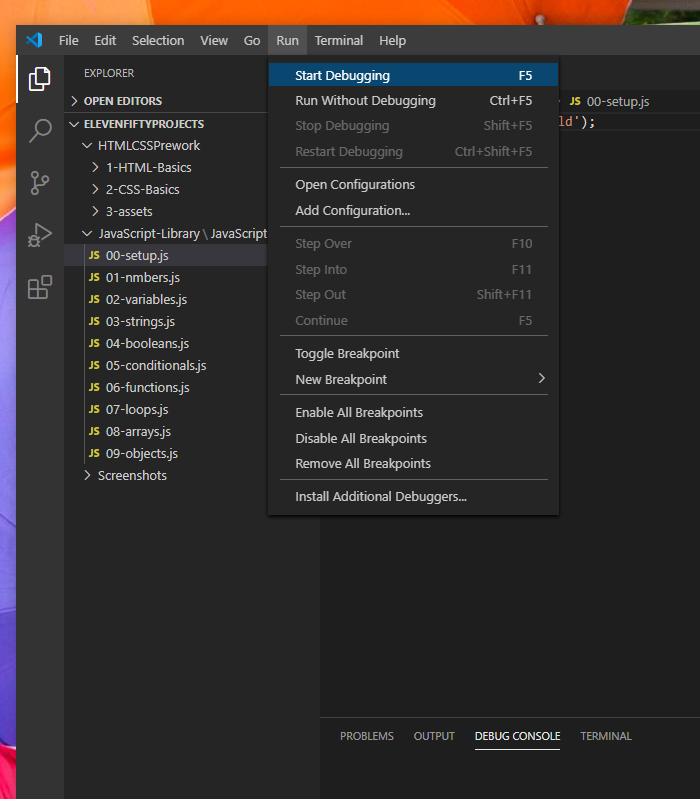 File Edit Selection View Go Run Terminal Help
EXPLORER
OPEN EDITORS
ELEVENFIFTYPROJECTS
HTMLCSSPrework
1-HTML-Basics
2-CSS-Basics
3-assets
JavaScript-Library \ JavaScript
JS 00-setup.js
JS 01-nmbers.js
JS 02-variables.js
JS 03-strings.js
JS 04-booleans.js
JS 05-conditionals.js
JS 06-functions.js
JS 07-loops.js
JS 08-arrays.js
JS 09-objects.js
Screenshots
Start Debugging F5
Run Without Debugging Ctrl+F5
Stop Debugging Shift+F5
Restart Debugging Ctrl+Shift+F5
Open Configurations
Add Configuration...
Step Over F10
Step Into F11
Step Out Shift+F11
Continue F5
Toggle Breakpoint
New Breakpoint
Enable All Breakpoints
Disable All Breakpoints
Remove All Breakpoints
Install Additional Debuggers...
JS 00-setup.js
ld');
PROBLEMS OUTPUT DEBUG CONSOLE TERMINAL